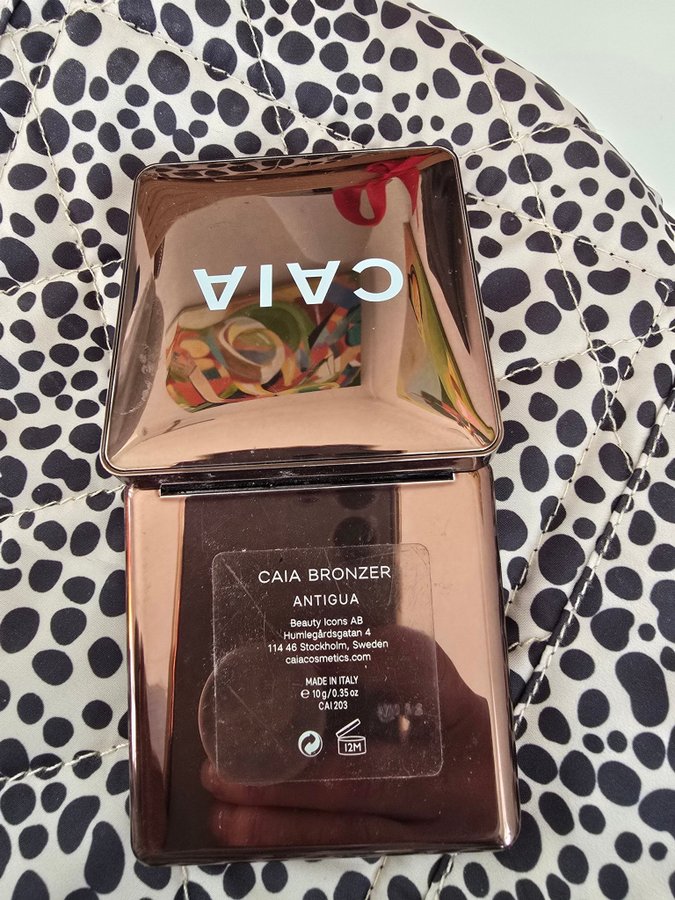 CAIA
CAIA BRONZER
ANTIGUA
Beauty Icons AB
Humlegårdsgatan 4
114 46 Stockholm, Sweden
caiacosmetics.com
MADE IN ITALY
℮ 10 g/0.35 oz
CAI 203
12M